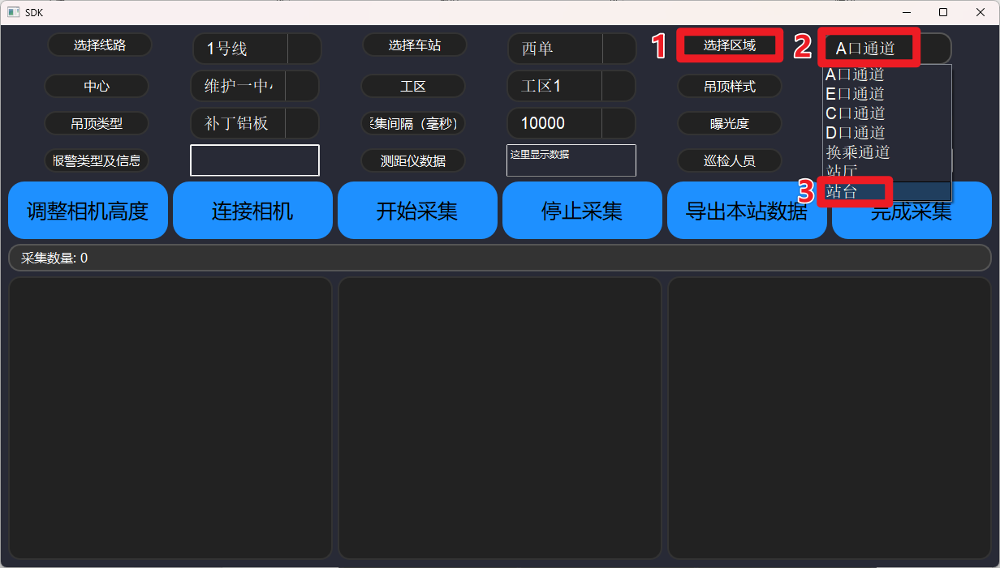 SDK
选择线路
1号线
选择车站
西单
1
选择区域
2
A口通道
中心
维护一中
工区
工区1
吊顶样式
A口通道
E口通道
C口通道
D口通道
换乘通道
站厅
3
站台
吊顶类型
补丁铝板
采集间隔（毫秒）
10000
曝光度
报警类型及信息
测距仪数据
这里显示数据
巡检人员
调整相机高度
连接相机
开始采集
停止采集
导出本站数据
完成采集
采集数量: 0